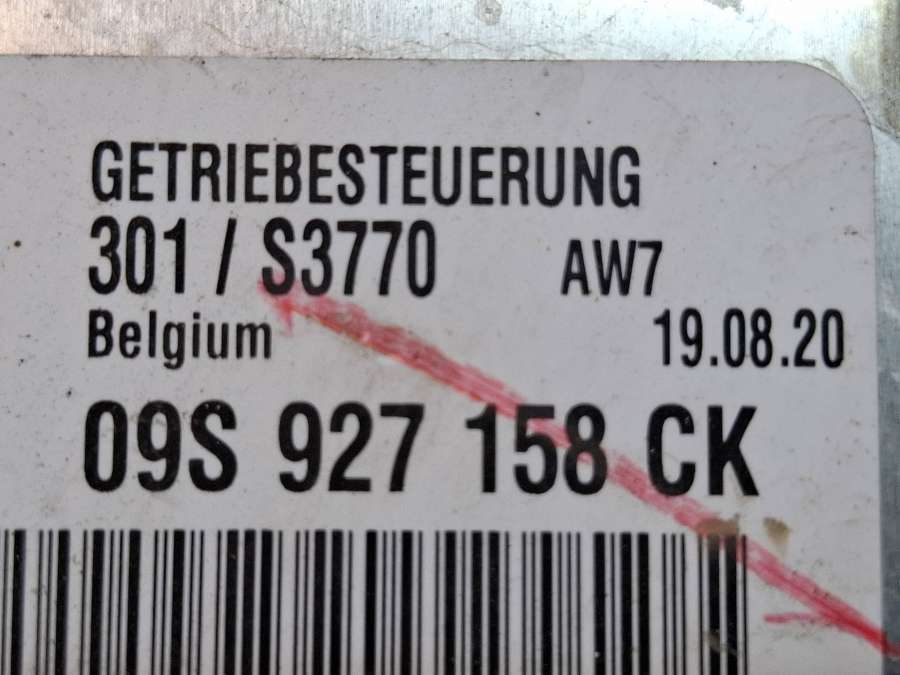 GETRIEBESTEUERUNG
301 / S3770 AW7
Belgium 19.08.20
09S 927 158 CK